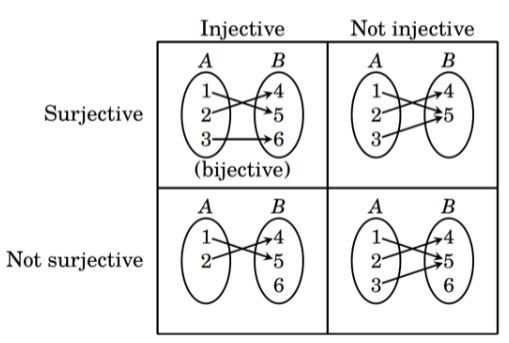 Injective Not injective
A B A B
1 4 1 4
Surjective 2 5 2 5
3 6 3
(bijective)
A B A B
1 4 1 4
Not surjective 2 5 2 5
6 3 6